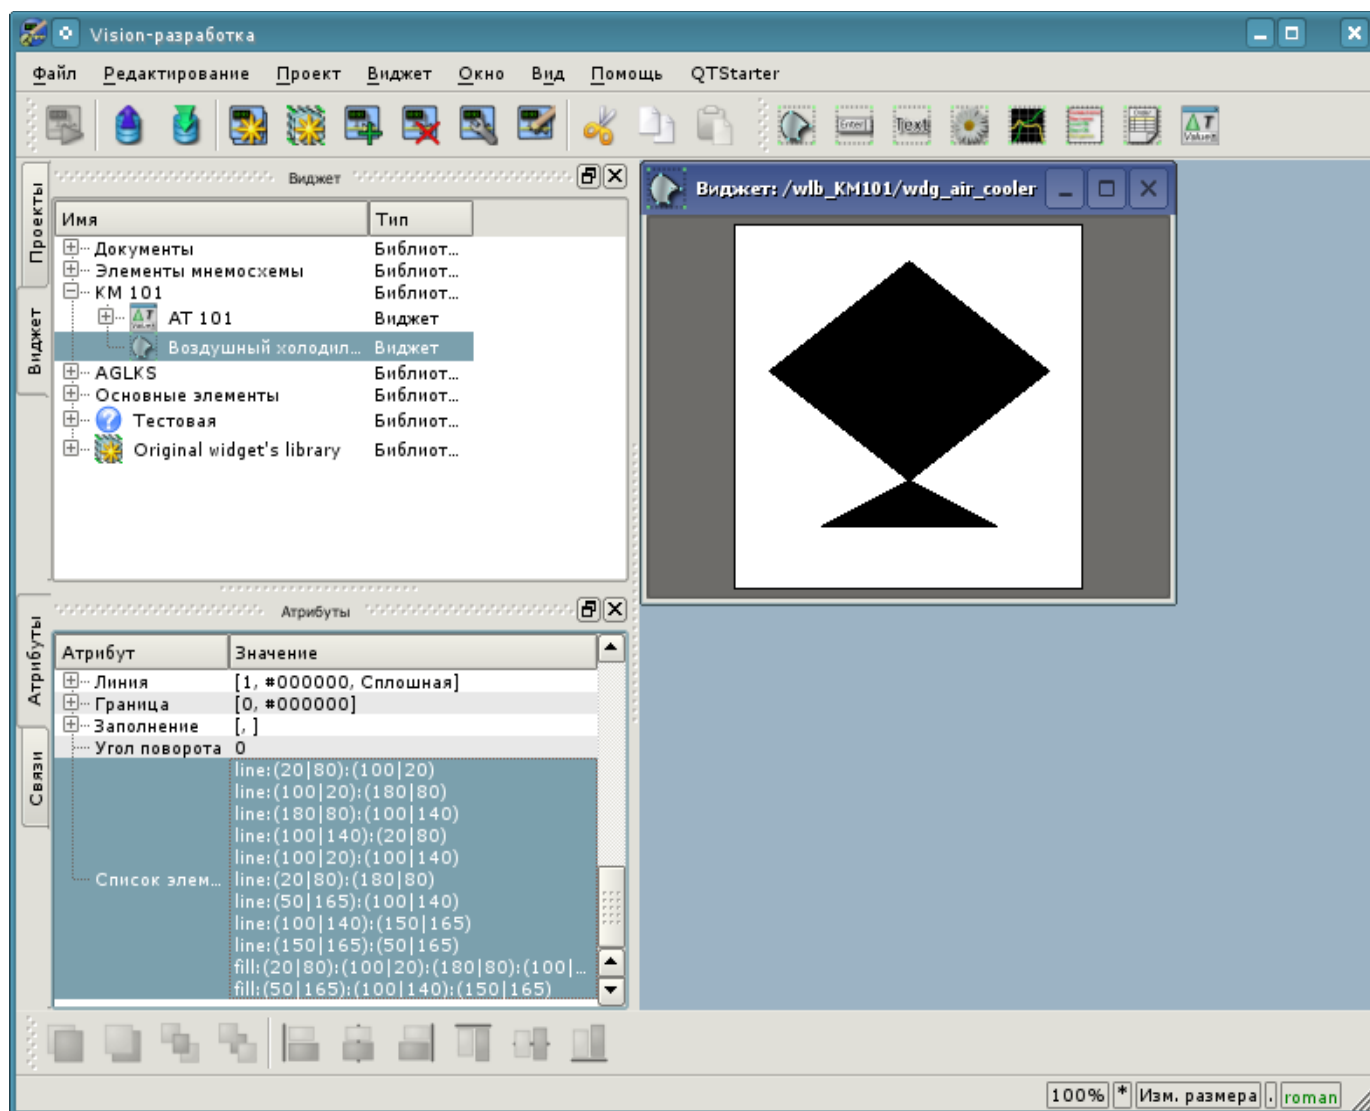 Vision-разработка
Файл Редактирование Проект Виджет Окно Вид Помощь QTStarter
Проекты
Виджет
Виджет
Имя Тип
Документы Библиот...
Элементы мнемосхемы Библиот...
КМ 101 Библиот...
АТ 101 Виджет
Воздушный холодил... Виджет
AGLKS Библиот...
Основные элементы Библиот...
Тестовая Библиот...
Original widget's library Библиот...
Виджет: /wlb_KM101/wdg_air_cooler
Атрибуты
Связи
Атрибуты
Атрибут Значение
Линия [1, #000000, Сплошная]
Граница [0, #000000]
Заполнение [, ]
Угол поворота 0
Список элем...
line:(20|80):(100|20)
line:(100|20):(180|80)
line:(180|80):(100|140)
line:(100|140):(20|80)
line:(100|20):(100|140)
line:(20|80):(180|80)
line:(50|165):(100|140)
line:(100|140):(150|165)
line:(150|165):(50|165)
fill:(20|80):(100|20):(180|80):(100|...
fill:(50|165):(100|140):(150|165)
100% * Изм. размера . roman